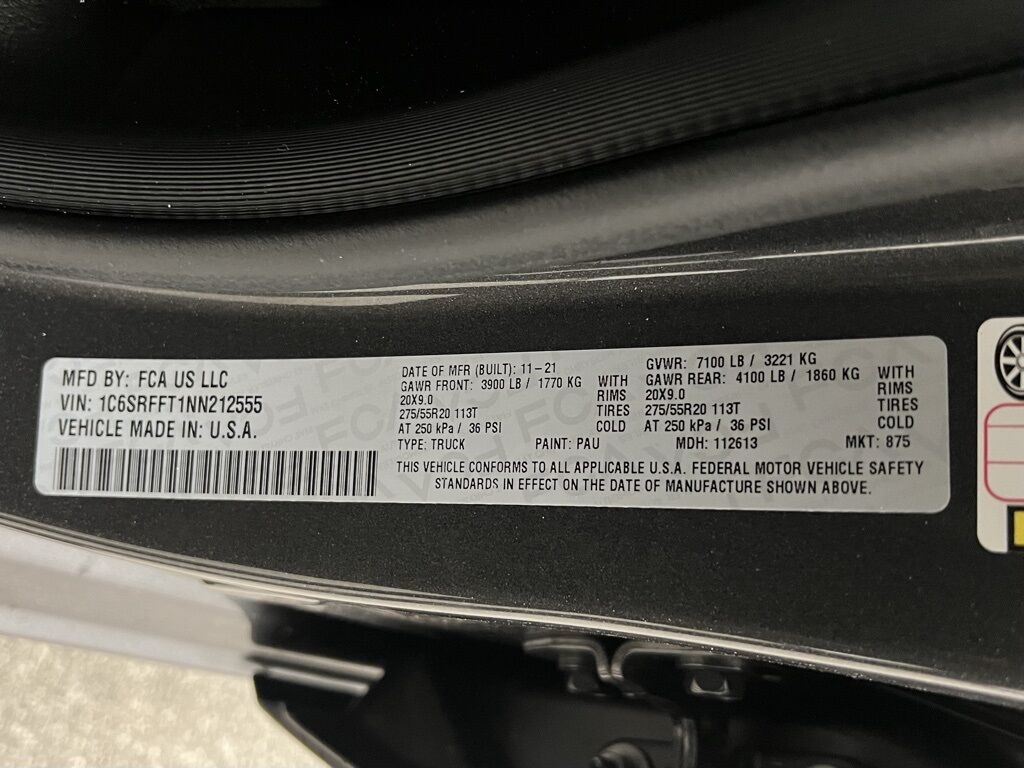 MFD BY: FCA US LLC
VIN: 1C6SRFFT1NN212555
VEHICLE MADE IN: U.S.A.
DATE OF MFR (BUILT): 11-21
GAWR FRONT: 3900 LB / 1770 KG WITH
20X9.0 RIMS
275/55R20 113T TIRES
AT 250 kPa / 36 PSI COLD
GVWR: 7100 LB / 3221 KG
GAWR REAR: 4100 LB / 1860 KG WITH
20X9.0 RIMS
275/55R20 113T TIRES
AT 250 kPa / 36 PSI COLD
TYPE: TRUCK PAINT: PAU MDH: 112613 MKT: 875
THIS VEHICLE CONFORMS TO ALL APPLICABLE U.S.A. FEDERAL MOTOR VEHICLE SAFETY
STANDARDS IN EFFECT ON THE DATE OF MANUFACTURE SHOWN ABOVE.